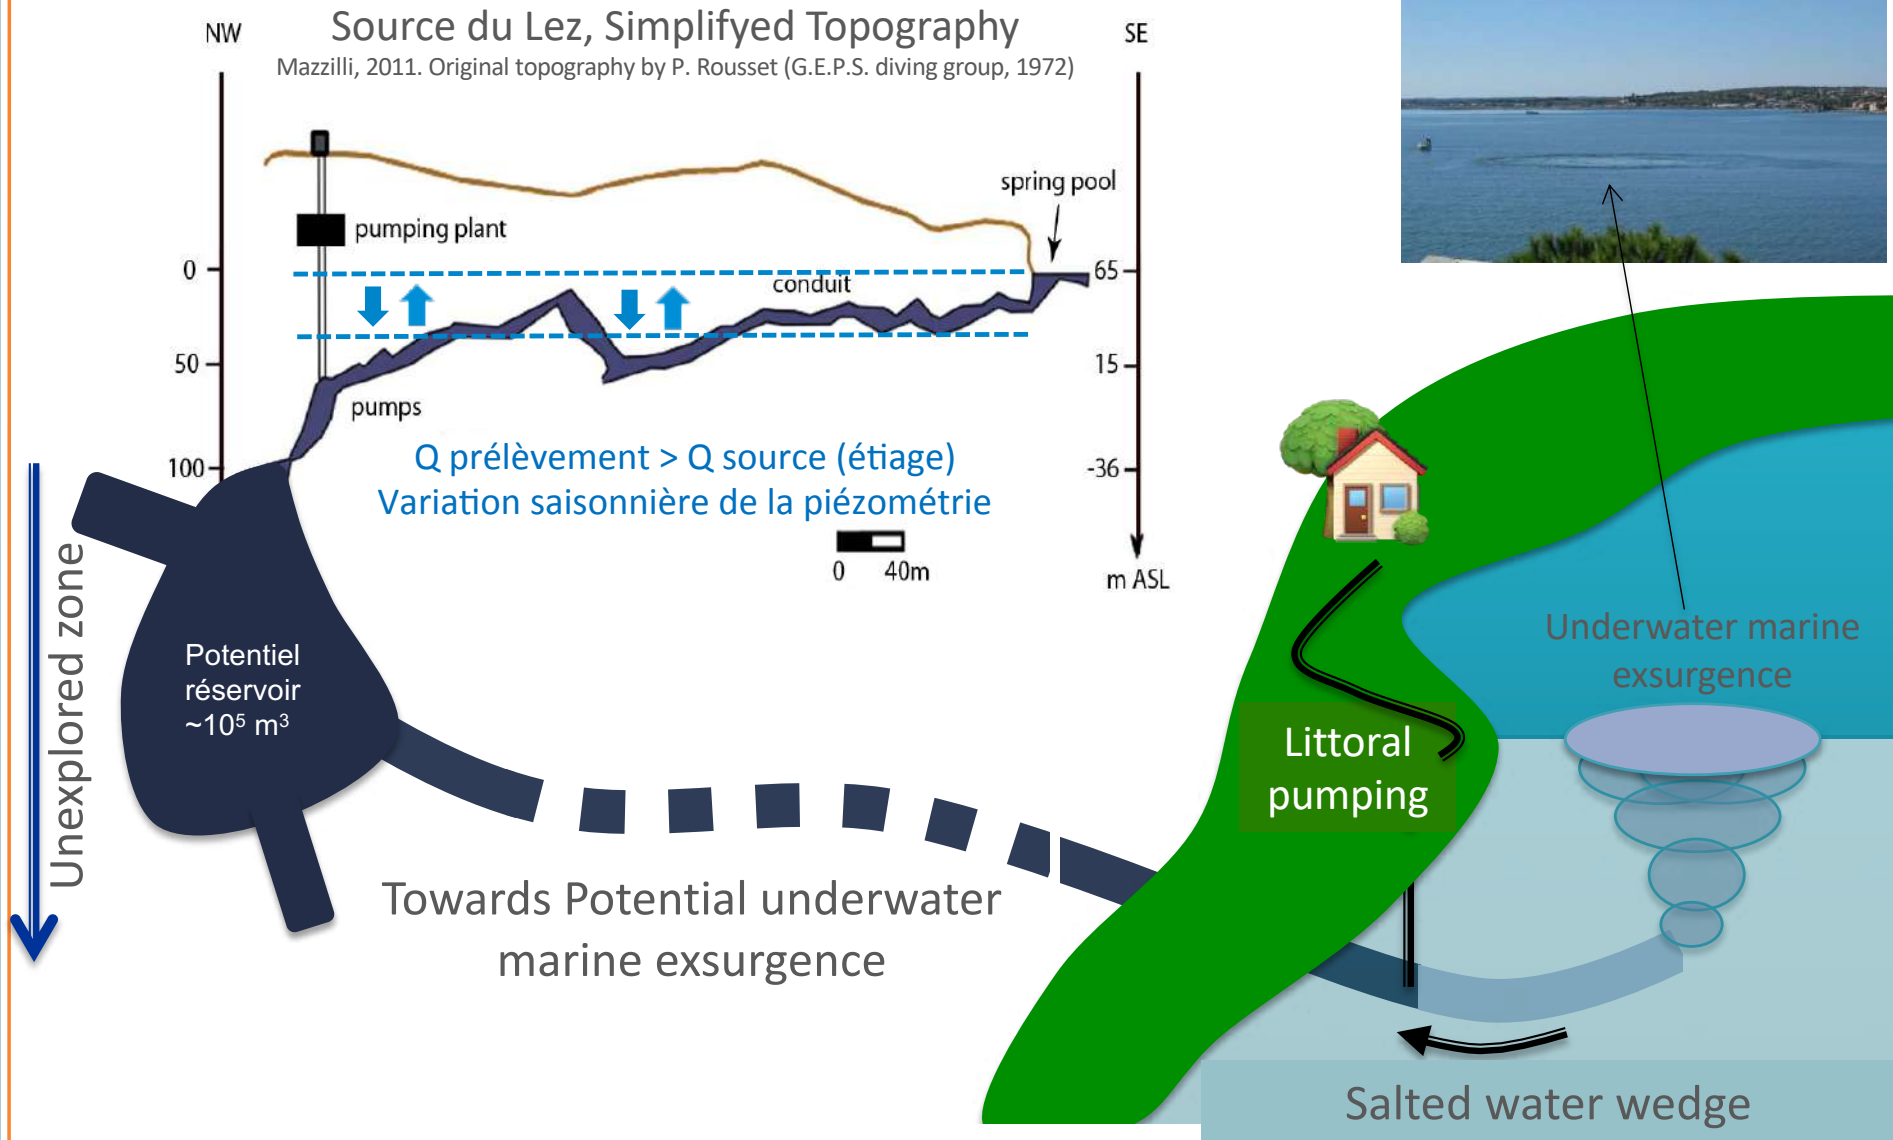 NW
Source du Lez, Simplifyed Topography
SE
Mazzilli, 2011. Original topography by P. Rousset (G.E.P.S. diving group, 1972)
spring pool
pumping plant
0
65
conduit
50
15
pumps
Q prélèvement > Q source (étiage)
100
-36
Variation saisonnière de la piézométrie
0 40m
m ASL
Unexplored zone
Potentiel
réservoir
~10⁵ m³
Underwater marine
exsurgence
Littoral
pumping
Towards Potential underwater
marine exsurgence
Salted water wedge